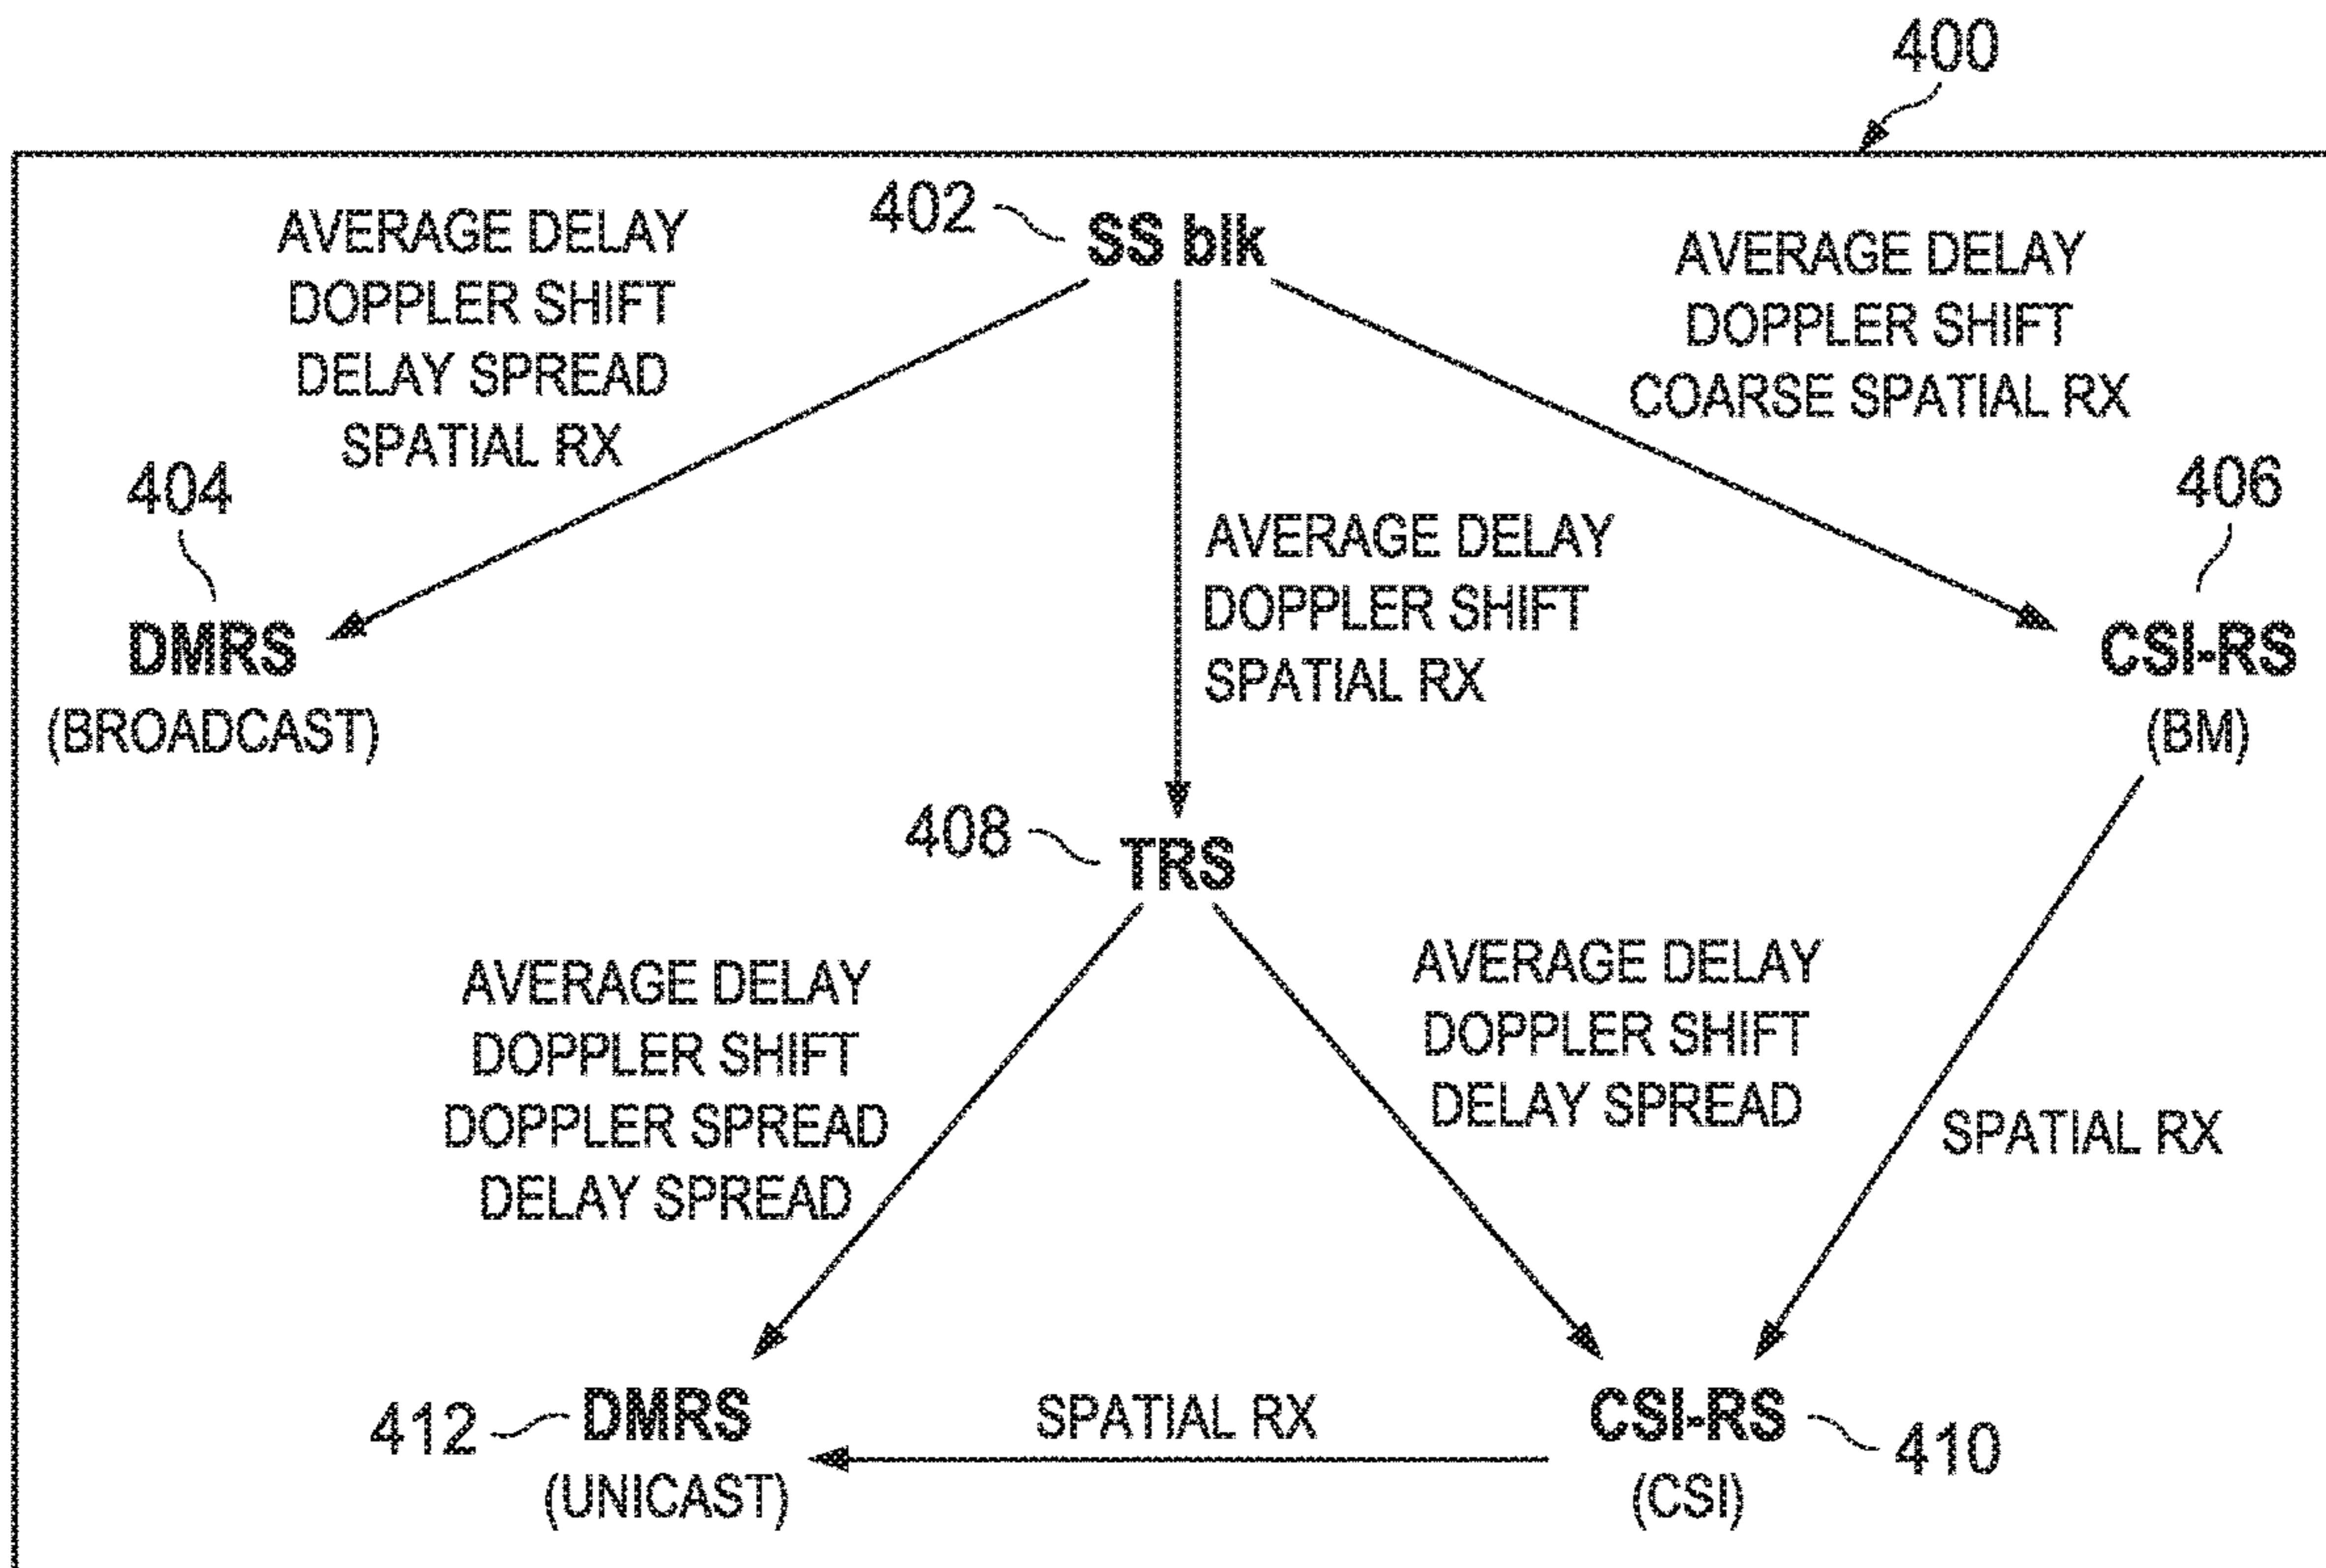 400
402
SS blk
AVERAGE DELAY
DOPPLER SHIFT
DELAY SPREAD
SPATIAL RX
AVERAGE DELAY
DOPPLER SHIFT
COARSE SPATIAL RX
404
DMRS
(BROADCAST)
AVERAGE DELAY
DOPPLER SHIFT
SPATIAL RX
406
CSI-RS
(BM)
408
TRS
AVERAGE DELAY
DOPPLER SHIFT
DOPPLER SPREAD
DELAY SPREAD
AVERAGE DELAY
DOPPLER SHIFT
DELAY SPREAD
SPATIAL RX
412
DMRS
(UNICAST)
SPATIAL RX
CSI-RS
(CSI)
410